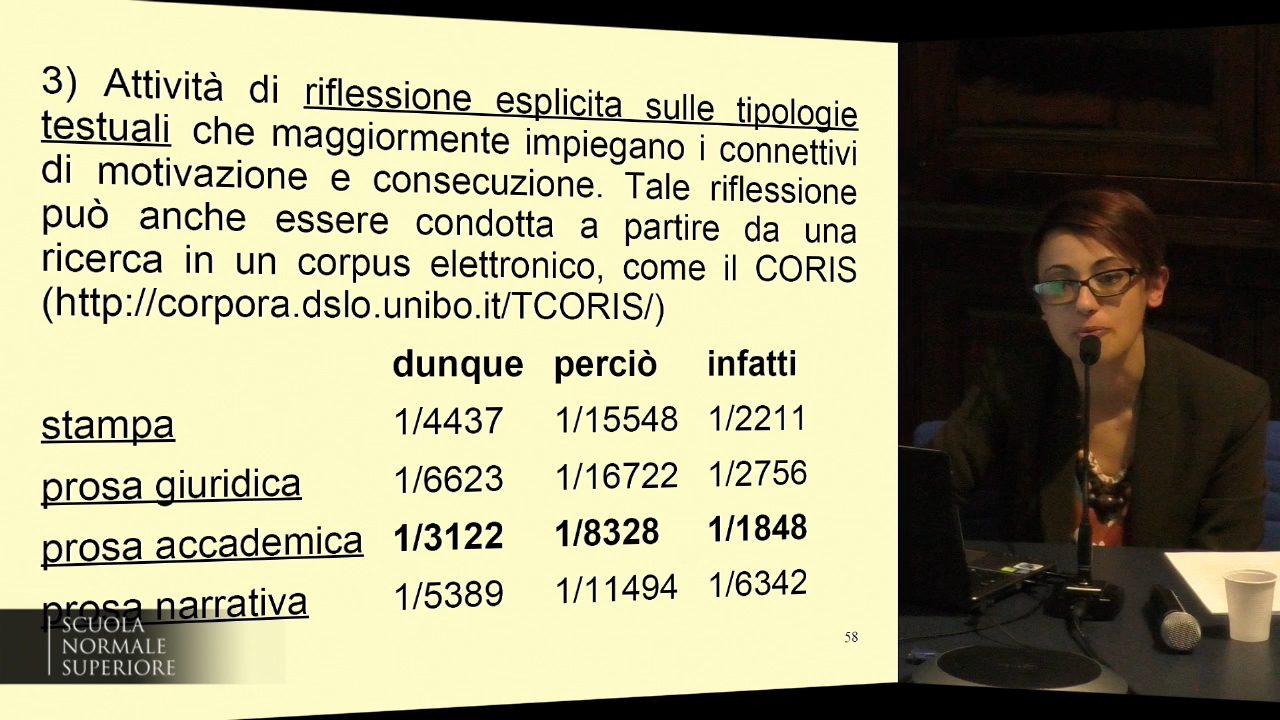 3) Attività di riflessione esplicita sulle tipologie
testuali che maggiormente impiegano i connettivi
di motivazione e consecuzione. Tale riflessione
può anche essere condotta a partire da una
ricerca in un corpus elettronico, come il CORIS
(http://corpora.dslo.unibo.it/TCORIS/)
dunque perciò infatti
stampa 1/4437 1/15548 1/2211
prosa giuridica 1/6623 1/16722 1/2756
prosa accademica 1/3122 1/8328 1/1848
prosa narrativa 1/5389 1/11494 1/6342
58
SCUOLA
NORMALE
SUPERIORE